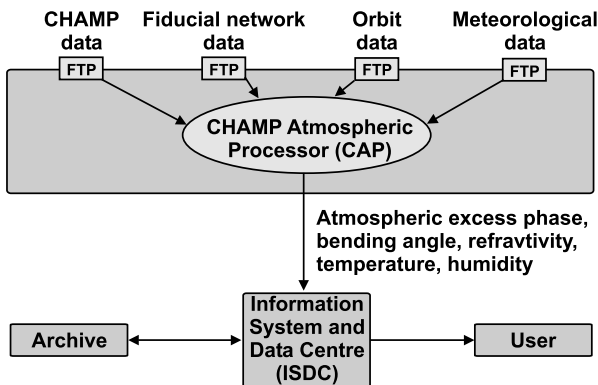 CHAMP data
Fiducial network data
Orbit data
Meteorological data
FTP
FTP
FTP
FTP
CHAMP Atmospheric
Processor (CAP)
Atmospheric excess phase,
bending angle, refravtivity,
temperature, humidity
Information
System and
Data Centre
(ISDC)
Archive
User